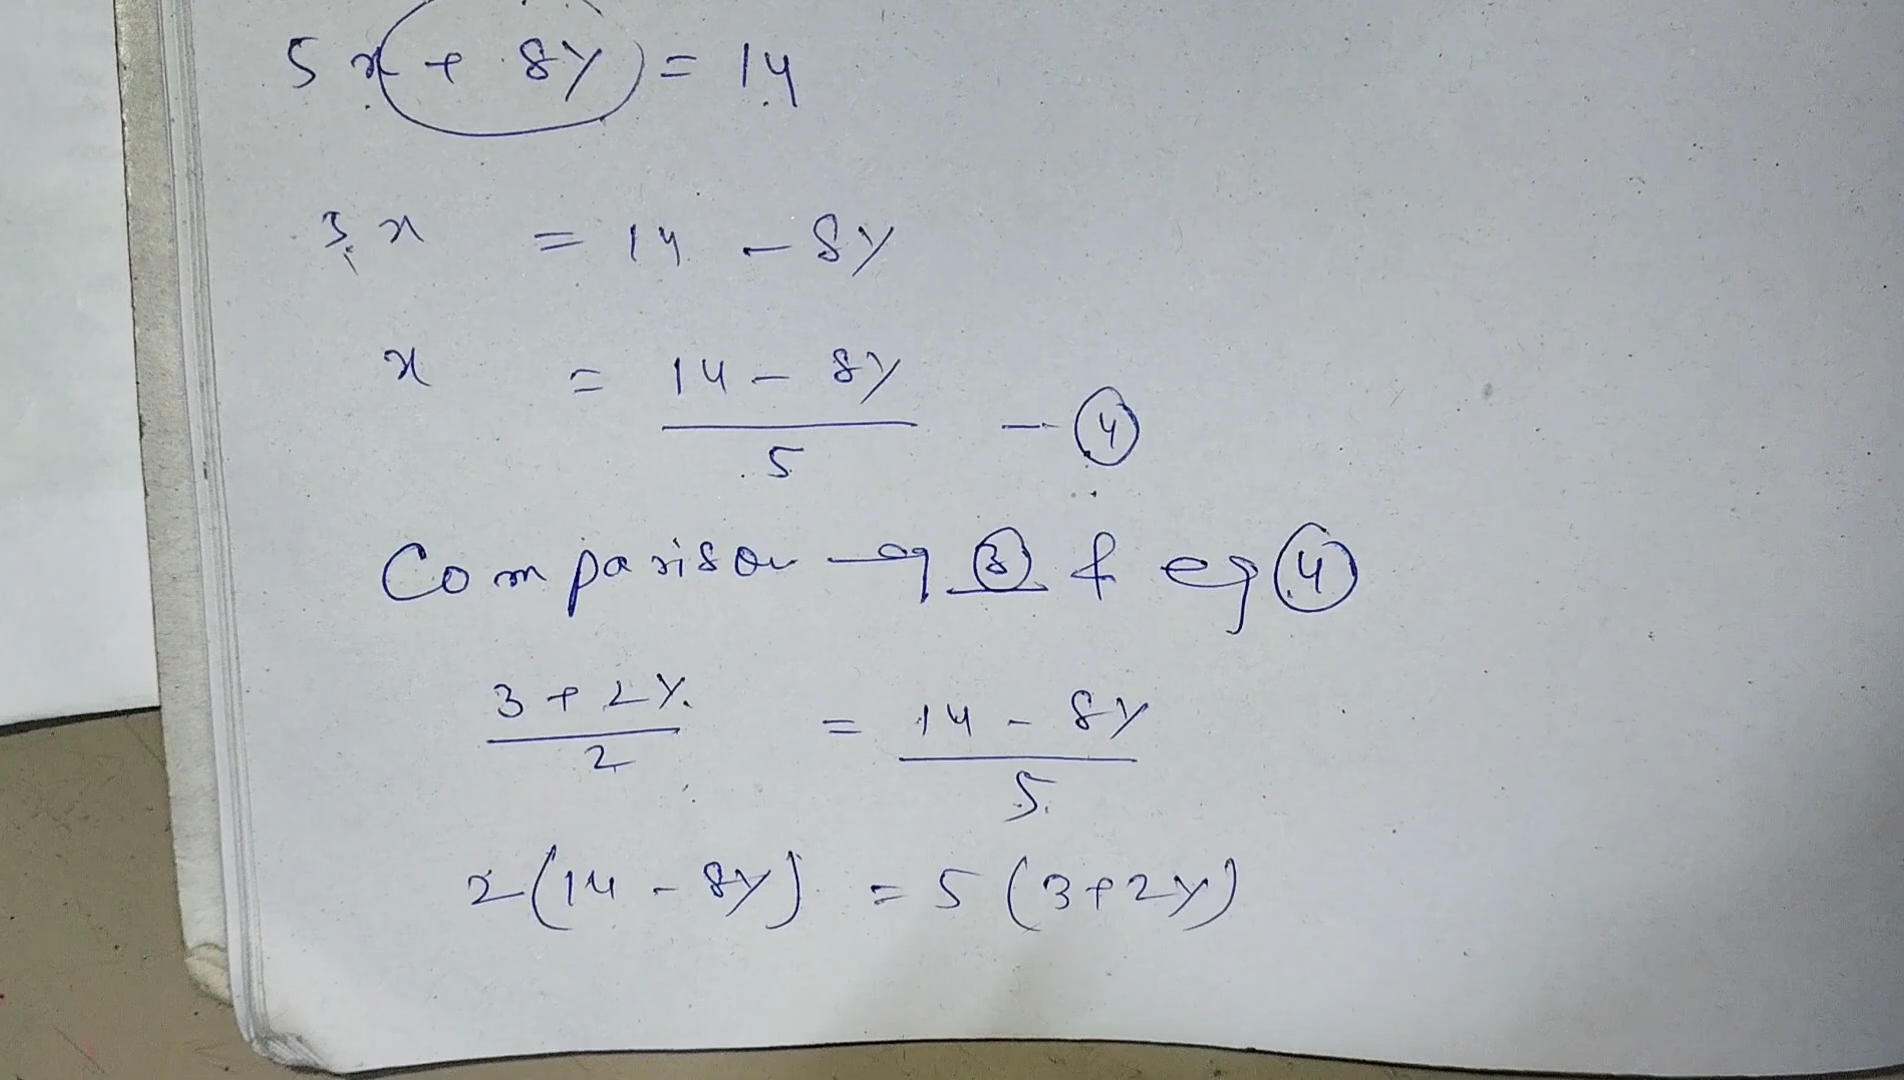 5x + 8y = 14
5x = 14 - 8y
x = 14 - 8y / 5 - 4
Comparison eq 3 & eq 4
3 + 2y / 2 = 14 - 8y / 5
2(14 - 8y) = 5(3+2y)